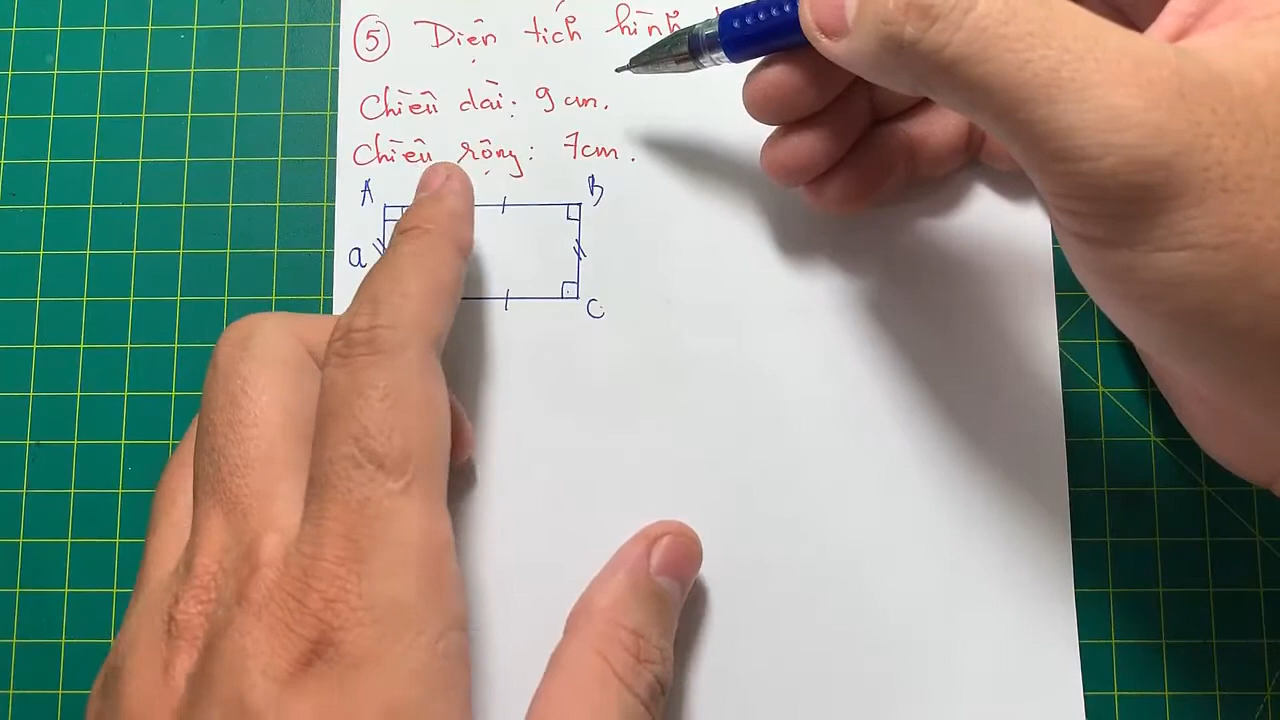 ⑤ Diện tích hình
Chiều dài: 9 cm.
Chiều rộng: 7cm.
A B
a
C